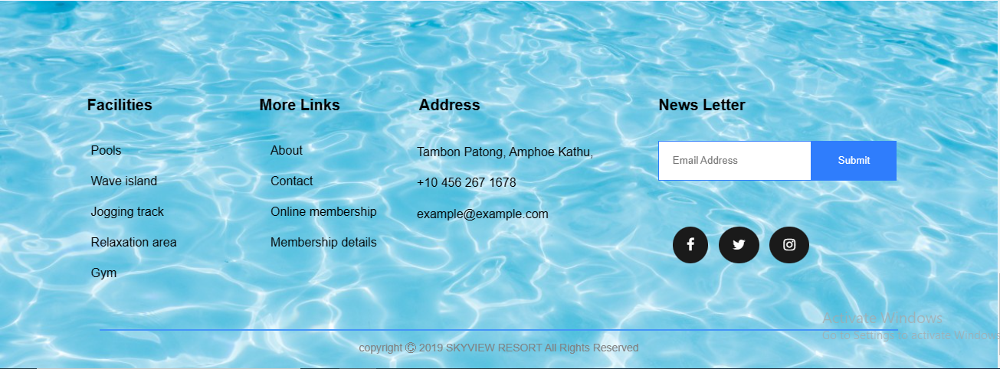 Facilities
Pools
Wave island
Jogging track
Relaxation area
Gym
More Links
About
Contact
Online membership
Membership details
Address
Tambon Patong, Amphoe Kathu,
+10 456 267 1678
example@example.com
News Letter
Email Address
Submit
Activate Windows
Go to Settings to activate Windows
copyright © 2019 SKYVIEW RESORT All Rights Reserved